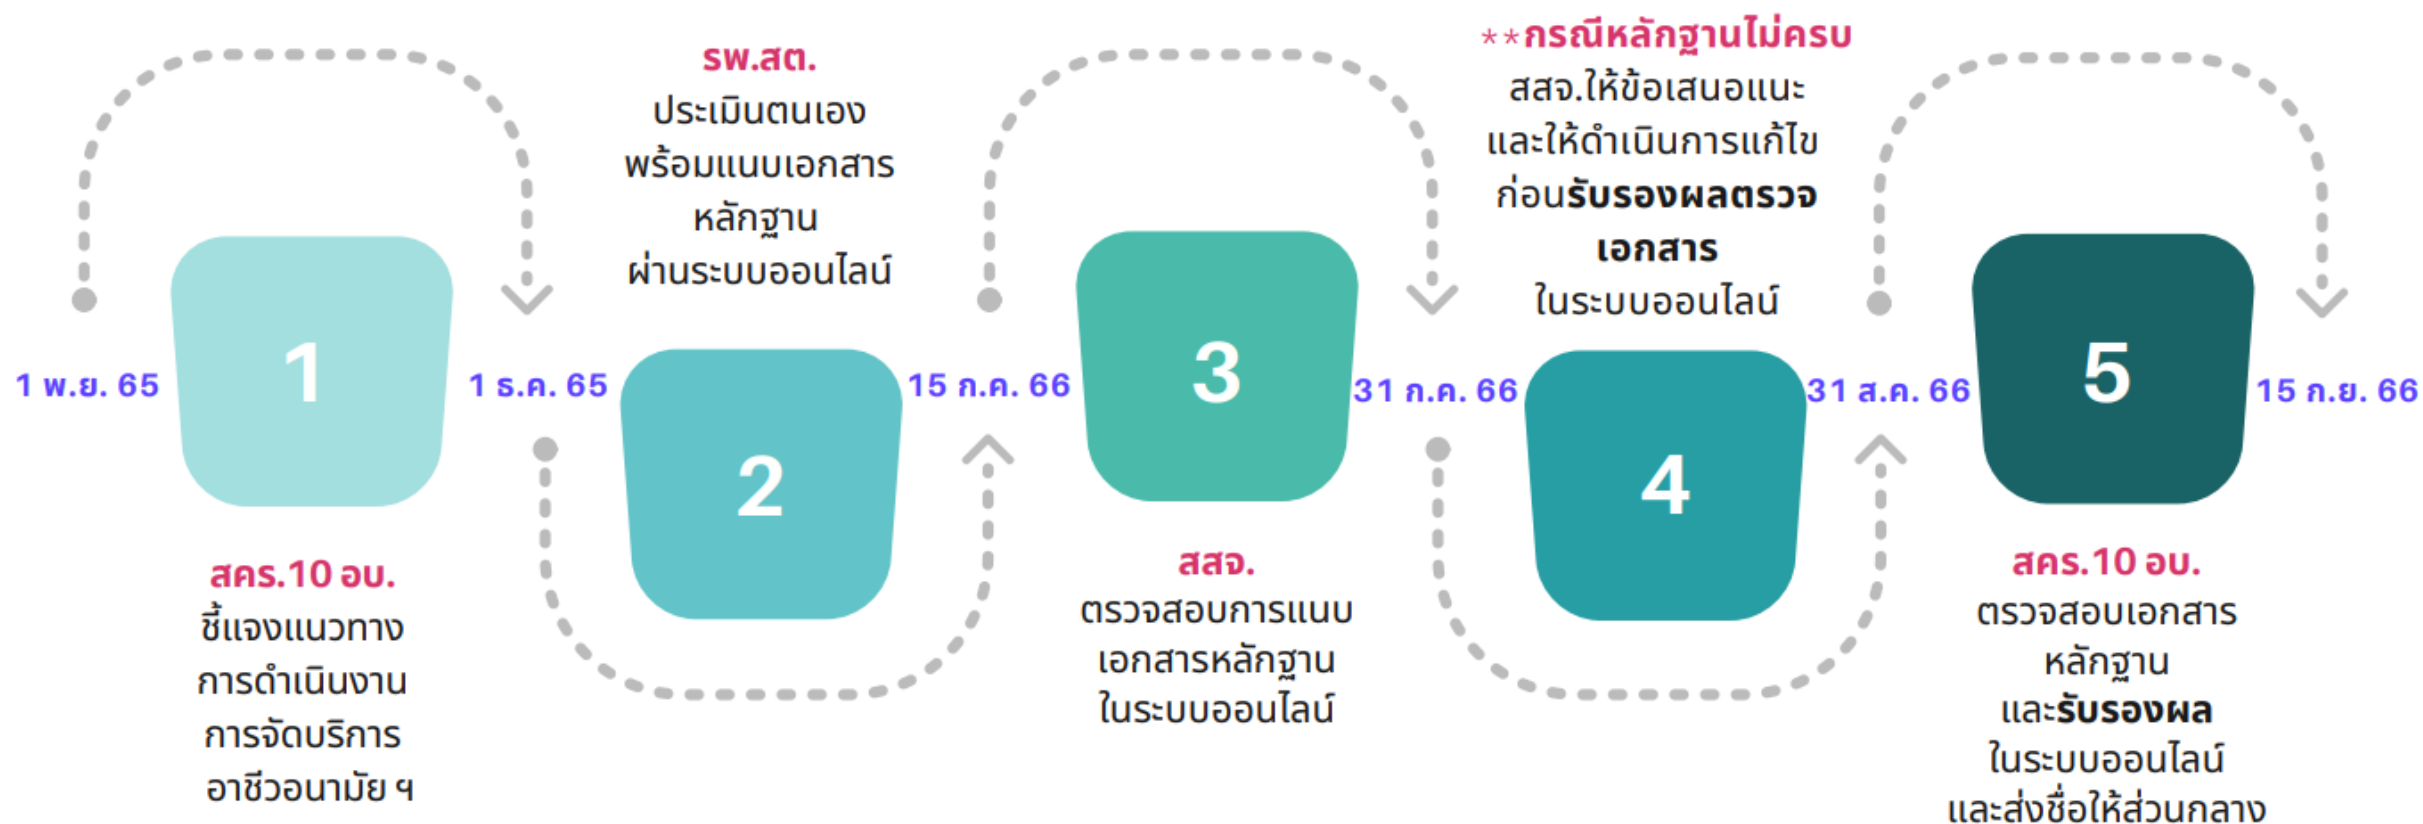 1 พ.ย. 65
1
สคร.10 อบ.
ชี้แจงแนวทาง
การดำเนินงาน
การจัดบริการ
อาชีวอนามัย ฯ
1 ธ.ค. 65
รพ.สต.
ประเมินตนเอง
พร้อมแนบเอกสาร
หลักฐาน
ผ่านระบบออนไลน์
2
15 ก.ค. 66
3
สสจ.
ตรวจสอบการแนบ
เอกสารหลักฐาน
ในระบบออนไลน์
31 ก.ค. 66
**กรณีหลักฐานไม่ครบ
สสจ.ให้ข้อเสนอแนะ
และให้ดำเนินการแก้ไข
ก่อนรับรองผลตรวจ
เอกสาร
ในระบบออนไลน์
4
31 ส.ค. 66
5
สคร.10 อบ.
ตรวจสอบเอกสาร
หลักฐาน
และรับรองผล
ในระบบออนไลน์
และส่งชื่อให้ส่วนกลาง
15 ก.ย. 66